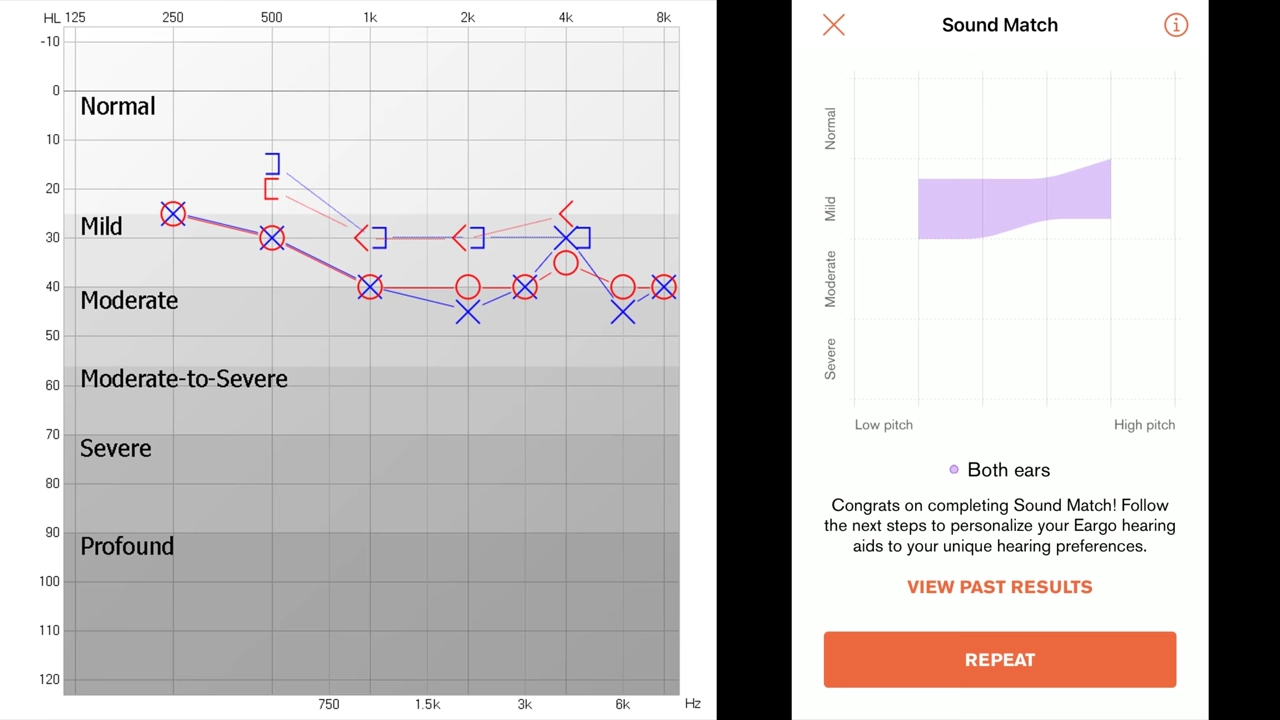 HL 125 250 500 1k 2k 4k 8k
-10
0
Normal
10
20
Mild
30
40
Moderate
50
Moderate-to-Severe
60
70
Severe
80
90
Profound
100
110
120
750 1.5k 3k 6k Hz
Sound Match
Normal
Mild
Moderate
Severe
Low pitch High pitch
Both ears
Congrats on completing Sound Match! Follow
the next steps to personalize your Eargo hearing
aids to your unique hearing preferences.
VIEW PAST RESULTS
REPEAT